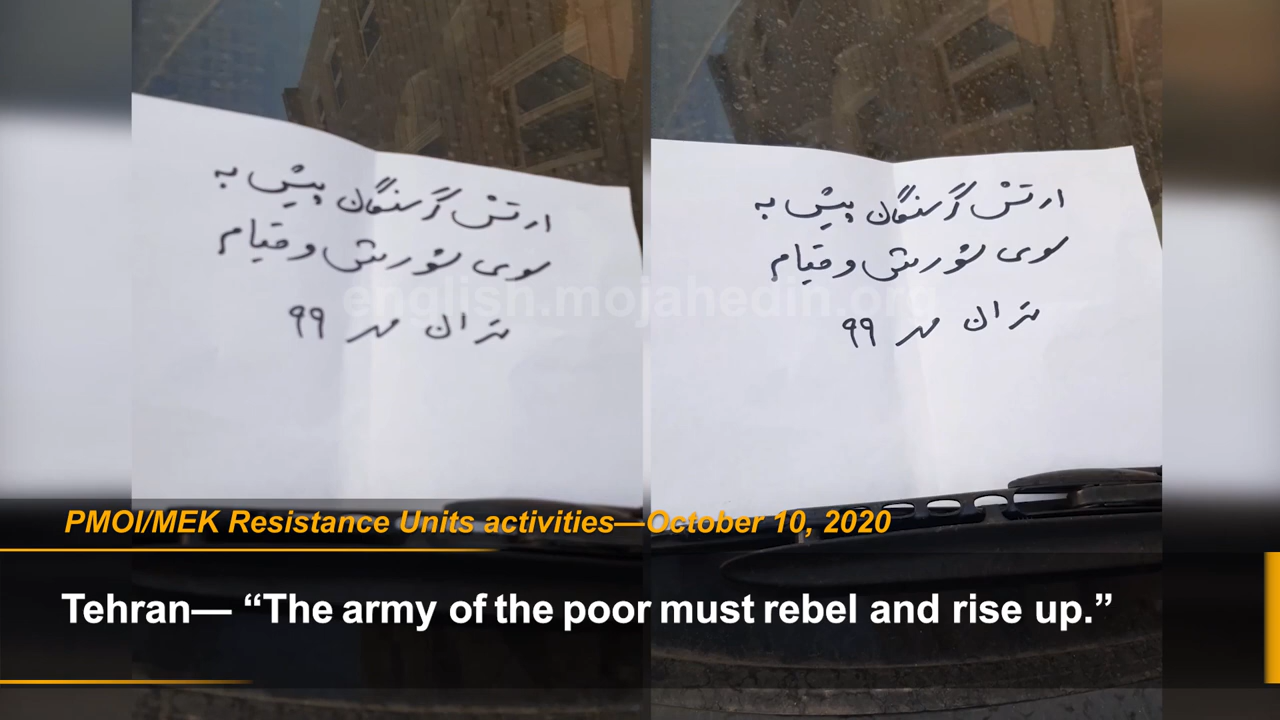 ارتش گرسنگان پیش به
سوی شورش و قیام
تهران مهر ۹۹
ارتش گرسنگان پیش به
سوی شورش و قیام
تهران مهر ۹۹
english.mojahedin.org
PMOI/MEK Resistance Units activities—October 10, 2020
Tehran— “The army of the poor must rebel and rise up.”